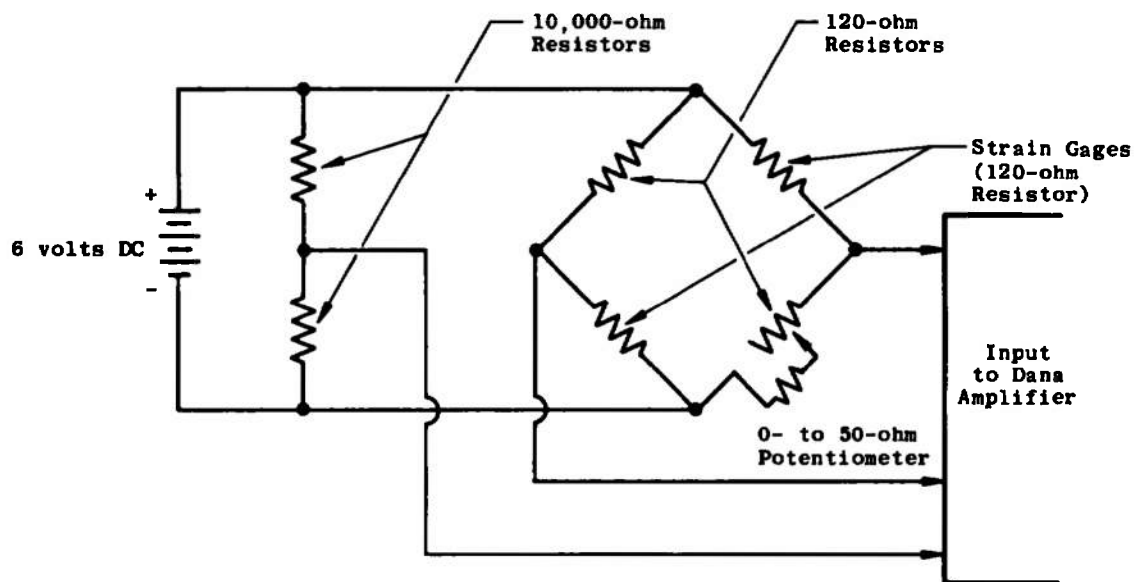 10,000-ohm
Resistors
120-ohm
Resistors
Strain Gages
(120-ohm
Resistor)
+
6 volts DC
-
Input
to Dana
Amplifier
0- to 50-ohm
Potentiometer